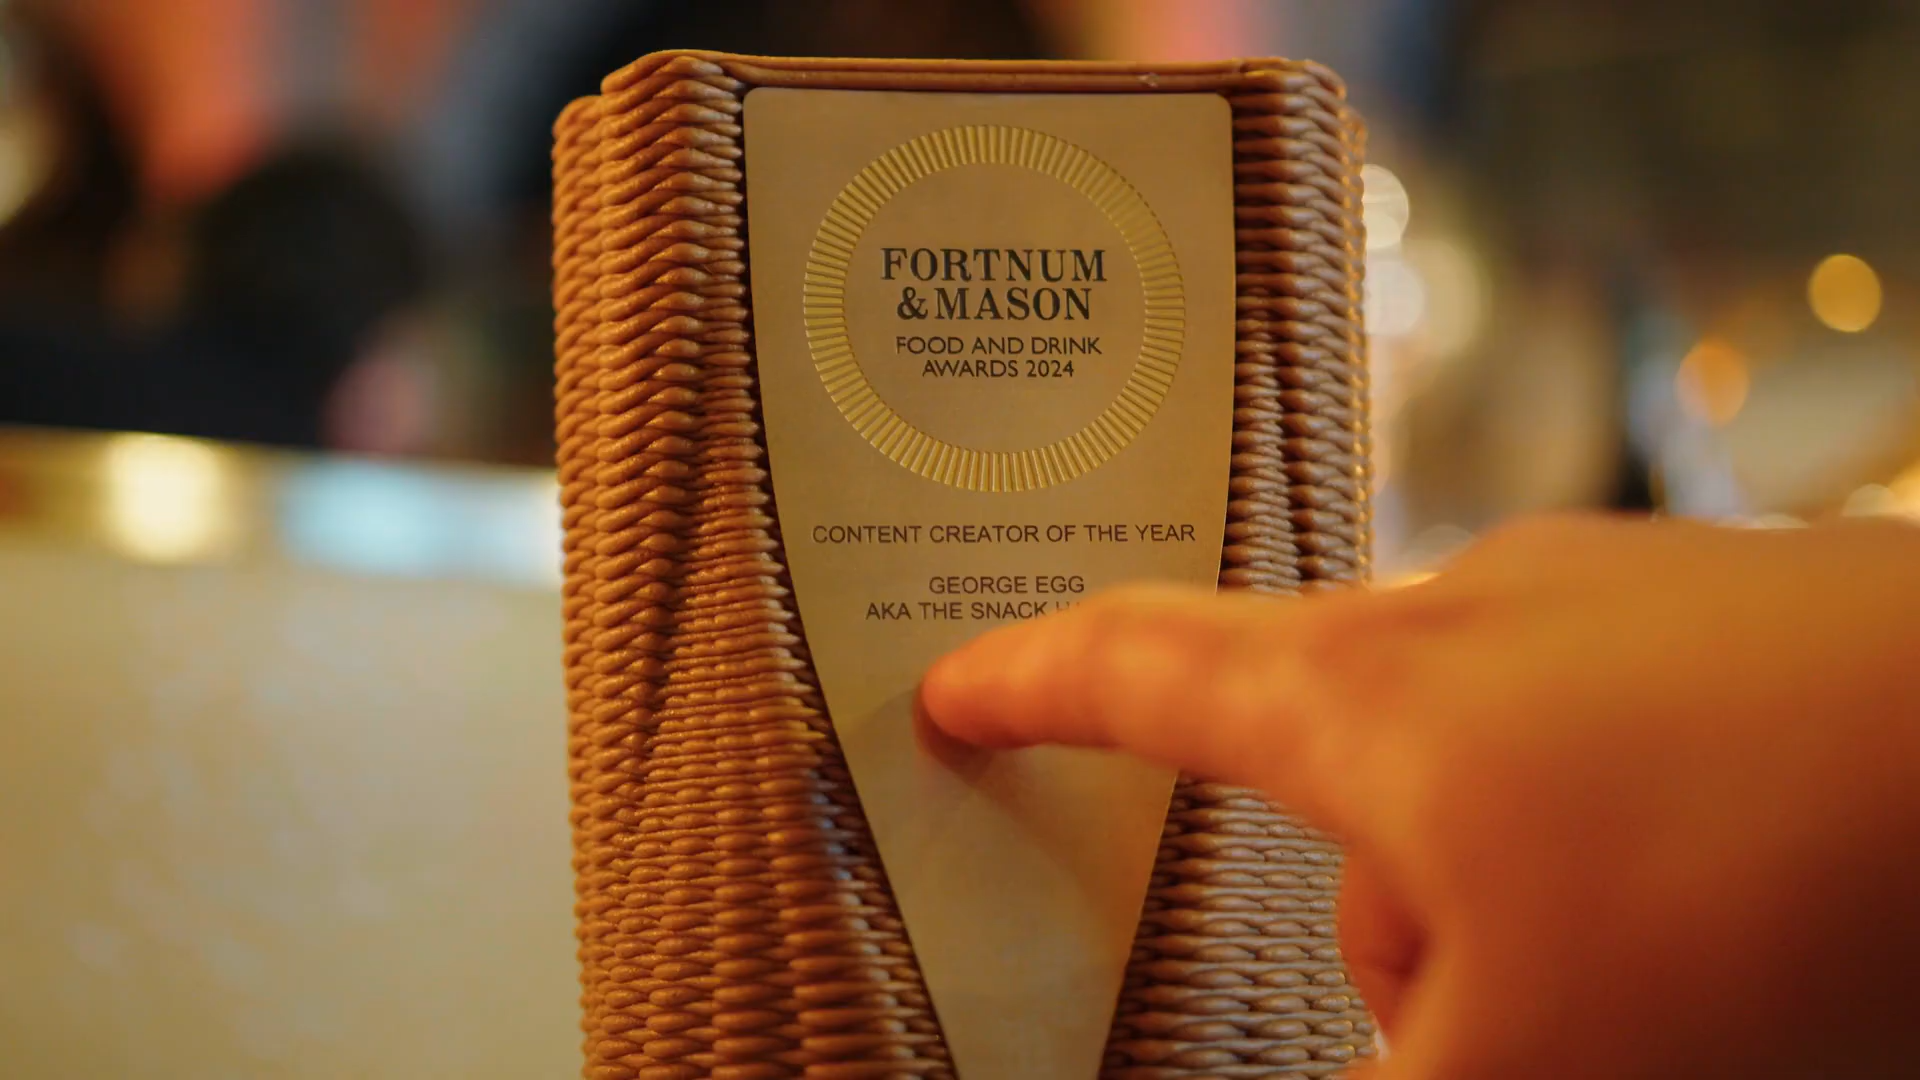 FORTNUM
&MASON
FOOD AND DRINK
AWARDS 2024
CONTENT CREATOR OF THE YEAR
GEORGE EGG
AKA THE SNACK